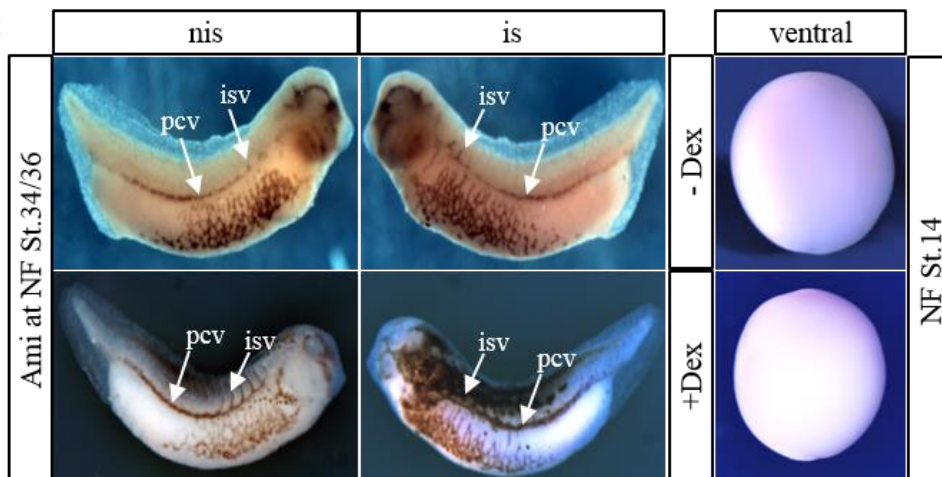 nis
is
ventral
Ami at NF St.34/36
isv
pcv
isv
pcv
- Dex
NF St.14
pcv
isv
isv
pcv
+Dex